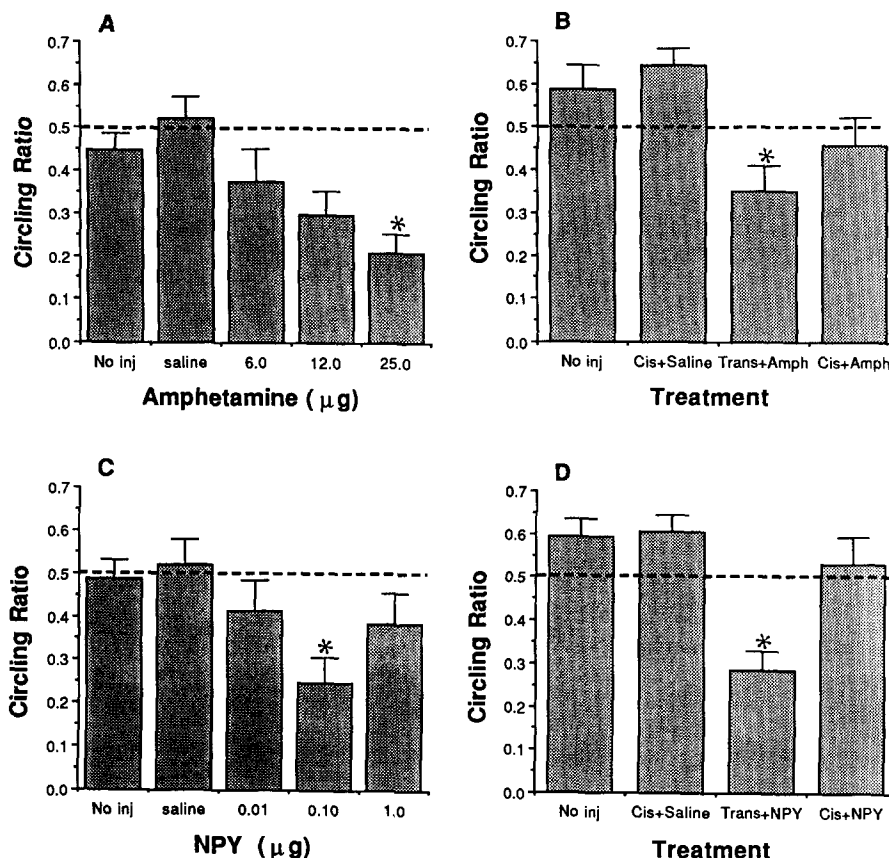 A
Circling Ratio
0.7
0.6
0.5
0.4
0.3
0.2
0.1
0.0
*
No inj saline 6.0 12.0 25.0
Amphetamine (μg)
B
Circling Ratio
0.7
0.6
0.5
0.4
0.3
0.2
0.1
0.0
*
No inj Cis+Saline Trans+Amph Cis+Amph
Treatment
C
Circling Ratio
0.7
0.6
0.5
0.4
0.3
0.2
0.1
0.0
*
No inj saline 0.01 0.10 1.0
NPY (μg)
D
Circling Ratio
0.7
0.6
0.5
0.4
0.3
0.2
0.1
0.0
*
No inj Cis+Saline Trans+NPY Cis+NPY
Treatment